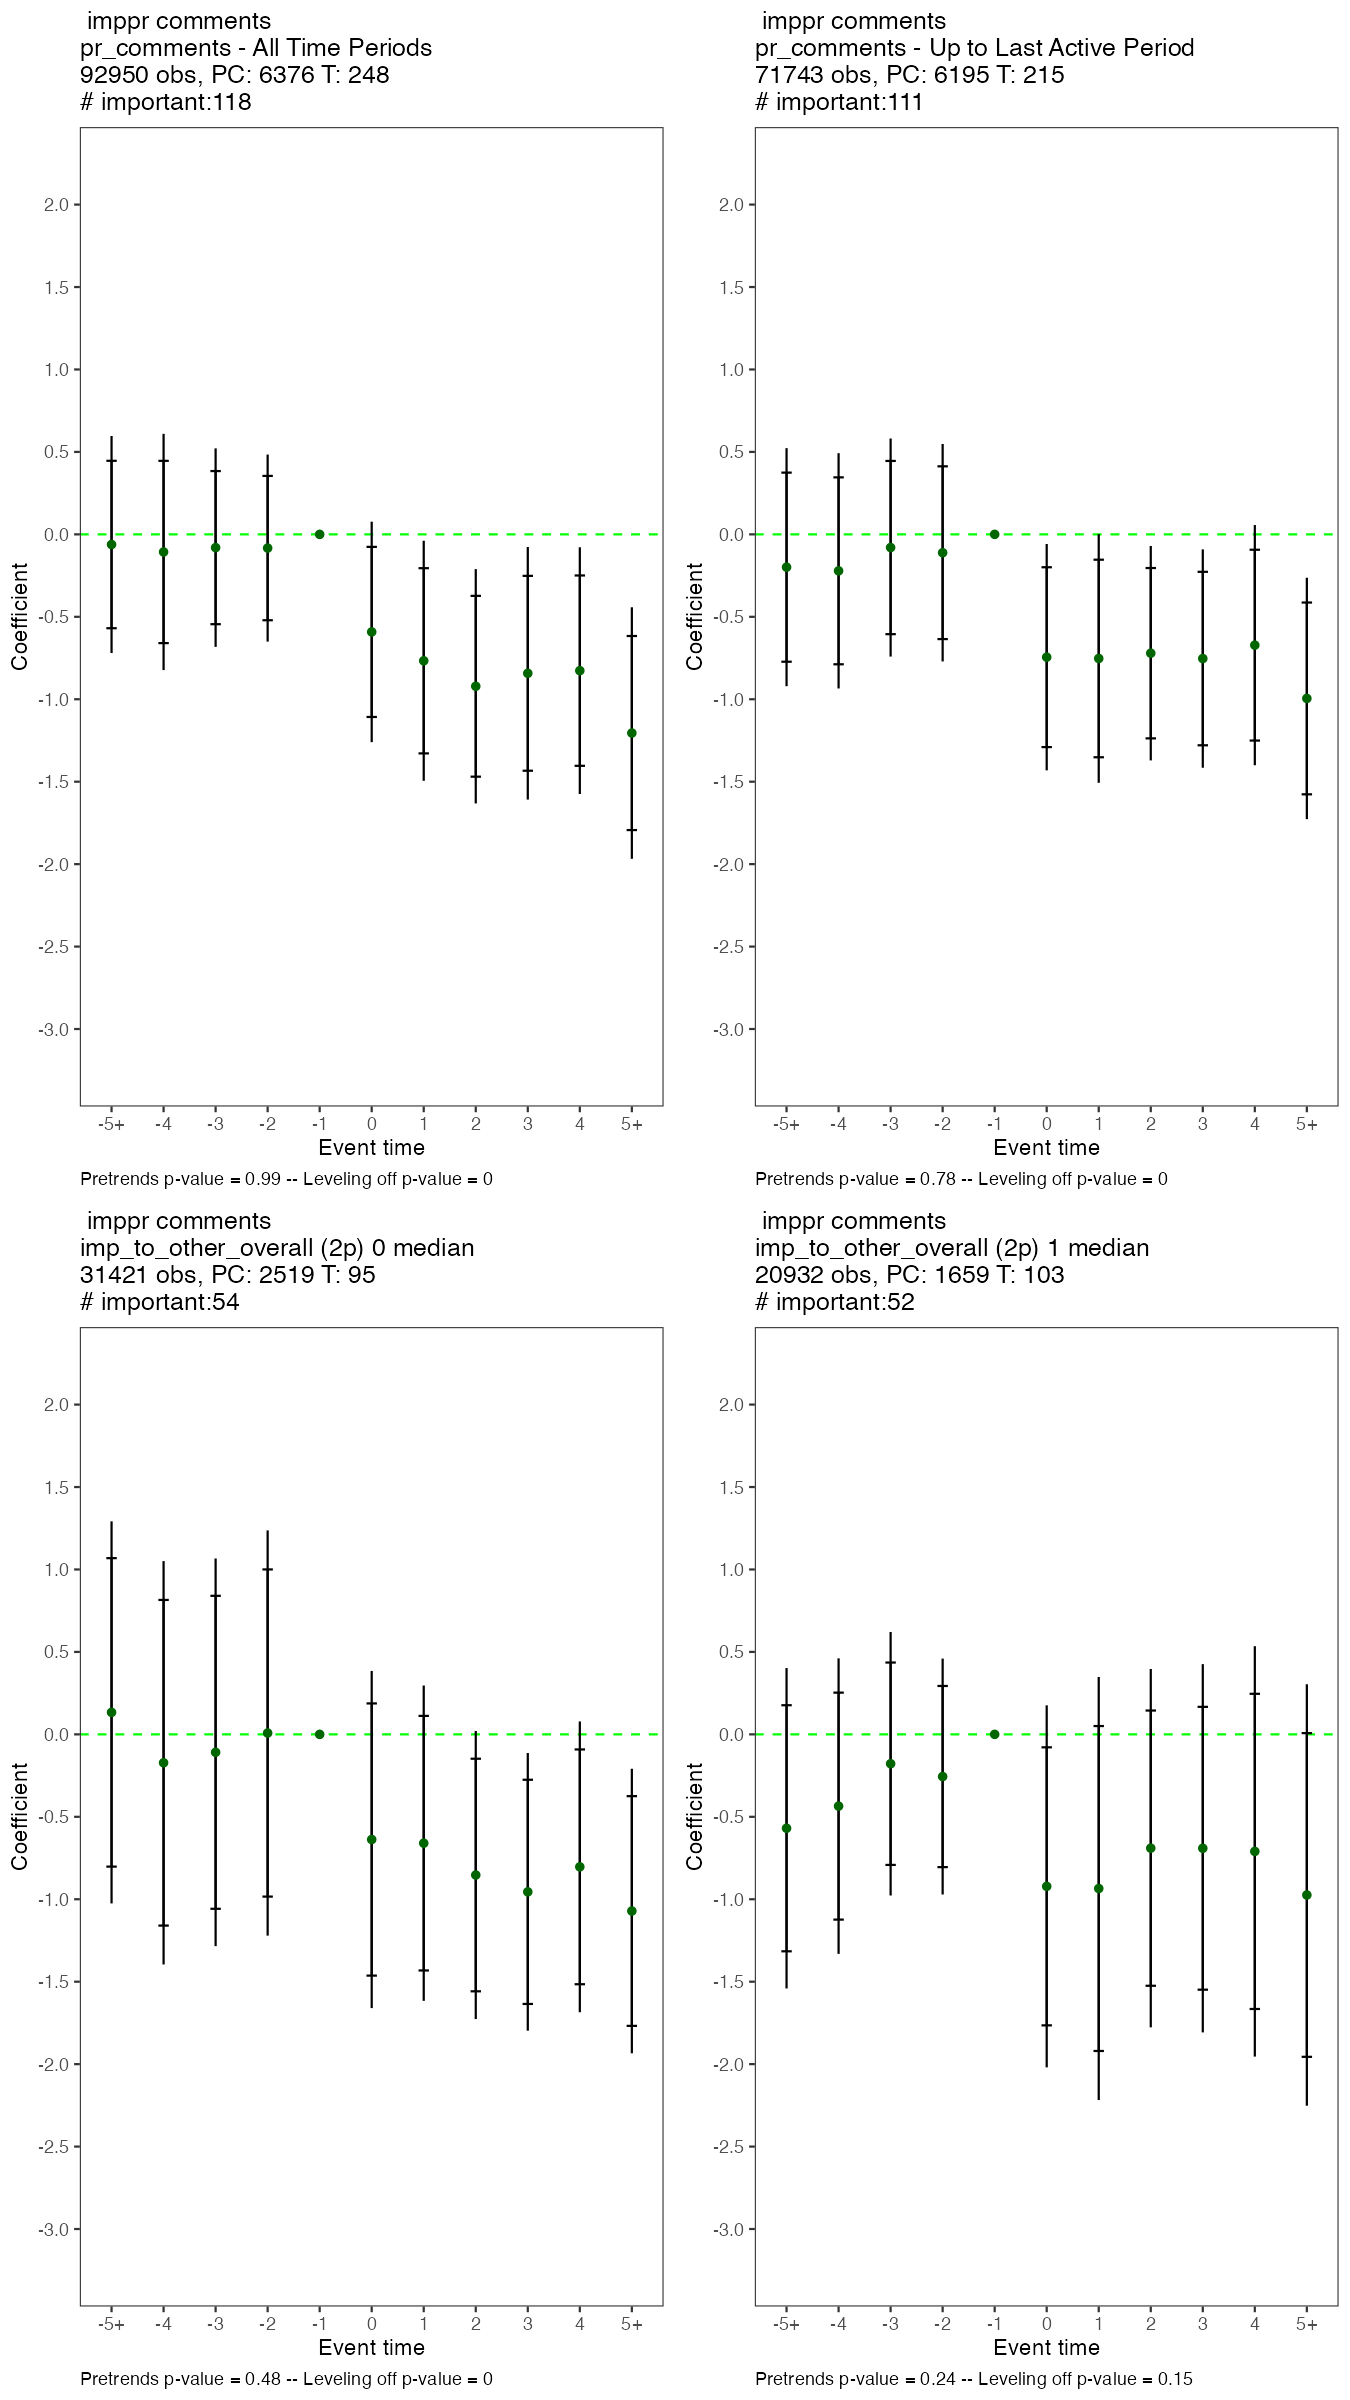 imppr comments
pr_comments - All Time Periods
92950 obs, PC: 6376 T: 248
# important:118
2.0
1.5
1.0
0.5
0.0
-0.5
-1.0
-1.5
-2.0
-2.5
-3.0
Coefficient
-5+ -4 -3 -2 -1 0 1 2 3 4 5+
Event time
Pretrends p-value = 0.99 -- Leveling off p-value = 0
imppr comments
pr_comments - Up to Last Active Period
71743 obs, PC: 6195 T: 215
# important:111
2.0
1.5
1.0
0.5
0.0
-0.5
-1.0
-1.5
-2.0
-2.5
-3.0
Coefficient
-5+ -4 -3 -2 -1 0 1 2 3 4 5+
Event time
Pretrends p-value = 0.78 -- Leveling off p-value = 0
imppr comments
imp_to_other_overall (2p) 0 median
31421 obs, PC: 2519 T: 95
# important:54
2.0
1.5
1.0
0.5
0.0
-0.5
-1.0
-1.5
-2.0
-2.5
-3.0
Coefficient
-5+ -4 -3 -2 -1 0 1 2 3 4 5+
Event time
Pretrends p-value = 0.48 -- Leveling off p-value = 0
imppr comments
imp_to_other_overall (2p) 1 median
20932 obs, PC: 1659 T: 103
# important:52
2.0
1.5
1.0
0.5
0.0
-0.5
-1.0
-1.5
-2.0
-2.5
-3.0
Coefficient
-5+ -4 -3 -2 -1 0 1 2 3 4 5+
Event time
Pretrends p-value = 0.24 -- Leveling off p-value = 0.15